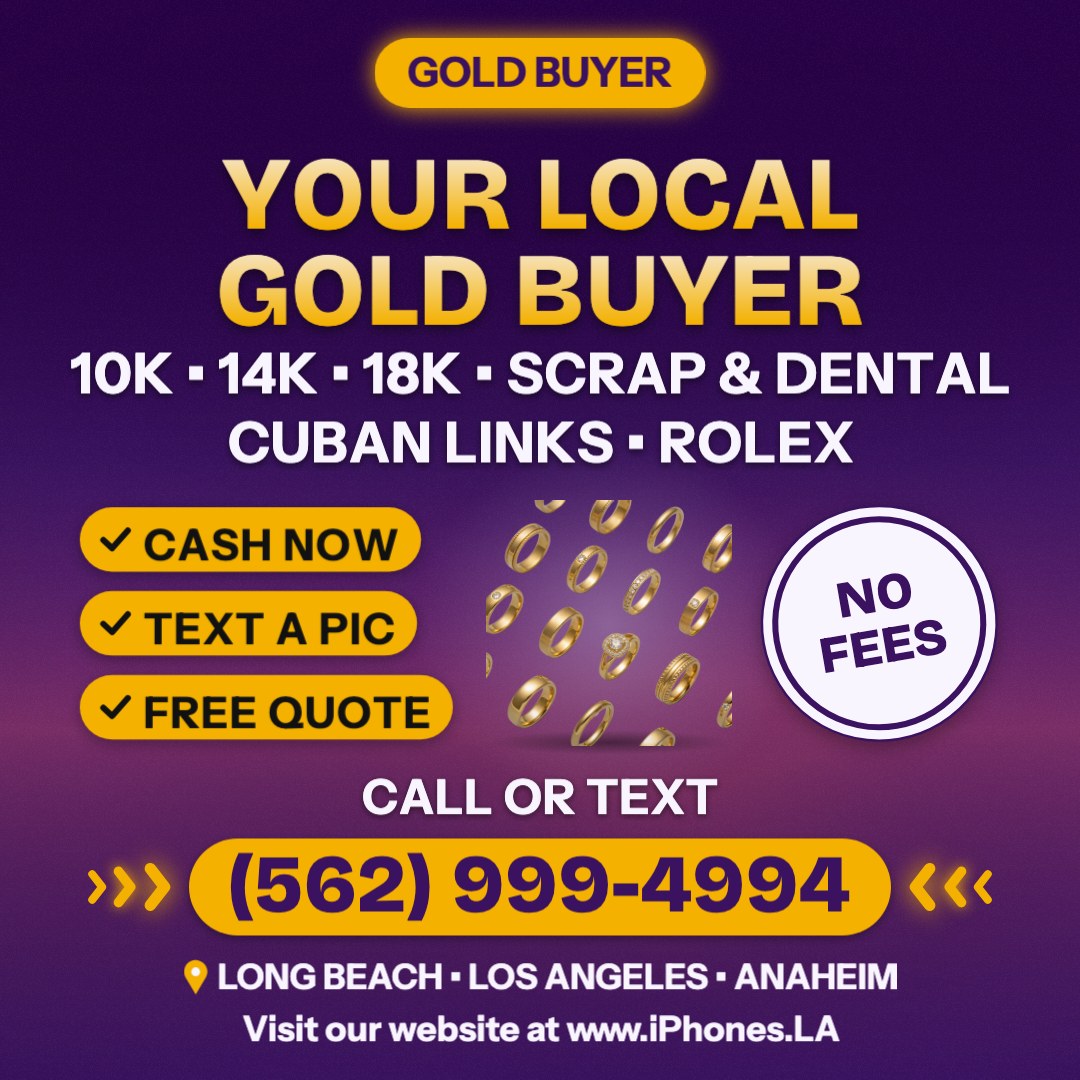 GOLD BUYER
YOUR LOCAL
GOLD BUYER
10K ▪ 14K ▪ 18K ▪ SCRAP & DENTAL
CUBAN LINKS ▪ ROLEX
✓ CASH NOW
✓ TEXT A PIC
✓ FREE QUOTE
NO
FEES
CALL OR TEXT
(562) 999-4994
LONG BEACH ▪ LOS ANGELES ▪ ANAHEIM
Visit our website at www.iPhones.LA